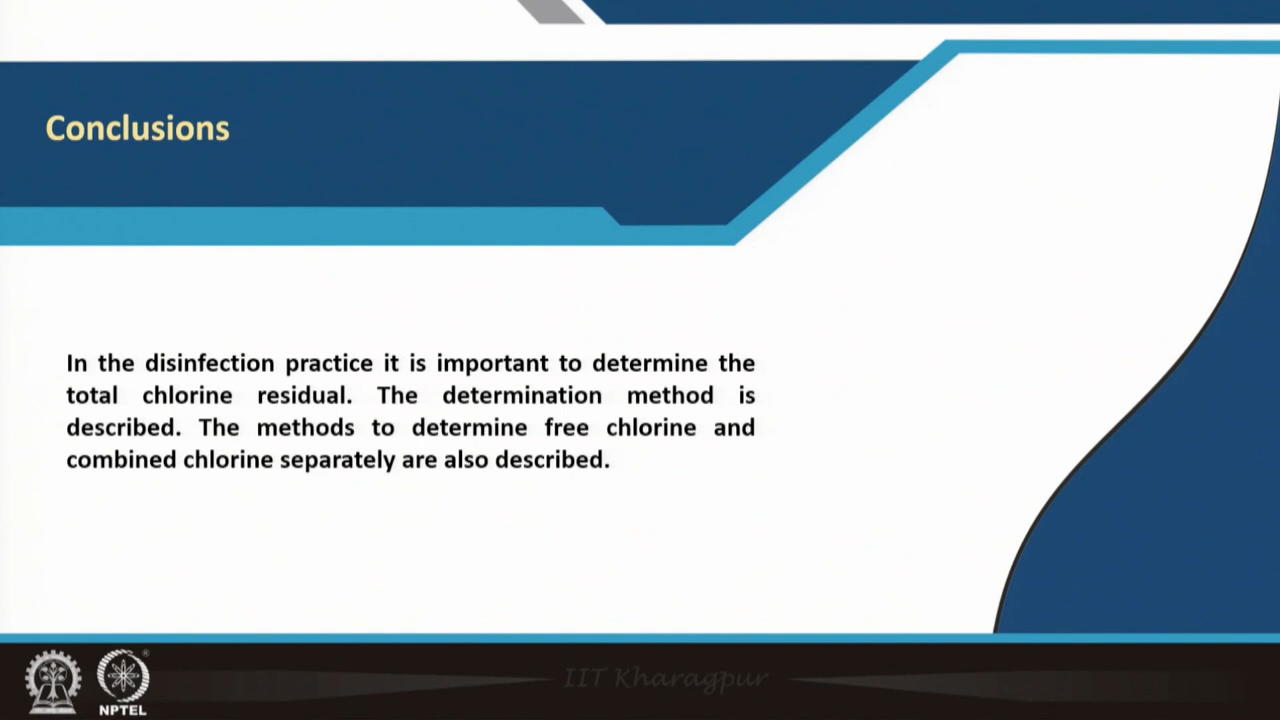 Conclusions
In the disinfection practice it is important to determine the
total chlorine residual. The determination method is
described. The methods to determine free chlorine and
combined chlorine separately are also described.
IIT Kharagpur
NPTEL